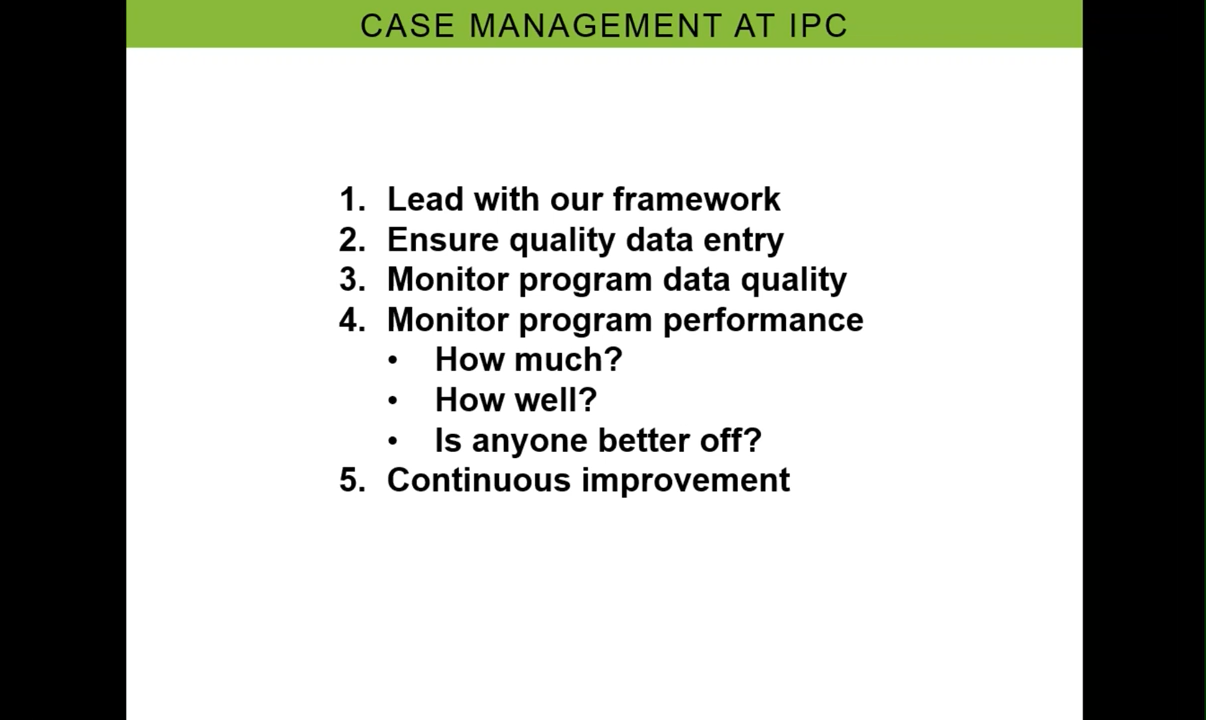 CASE MANAGEMENT AT IPC
1. Lead with our framework
2. Ensure quality data entry
3. Monitor program data quality
4. Monitor program performance
• How much?
• How well?
• Is anyone better off?
5. Continuous improvement